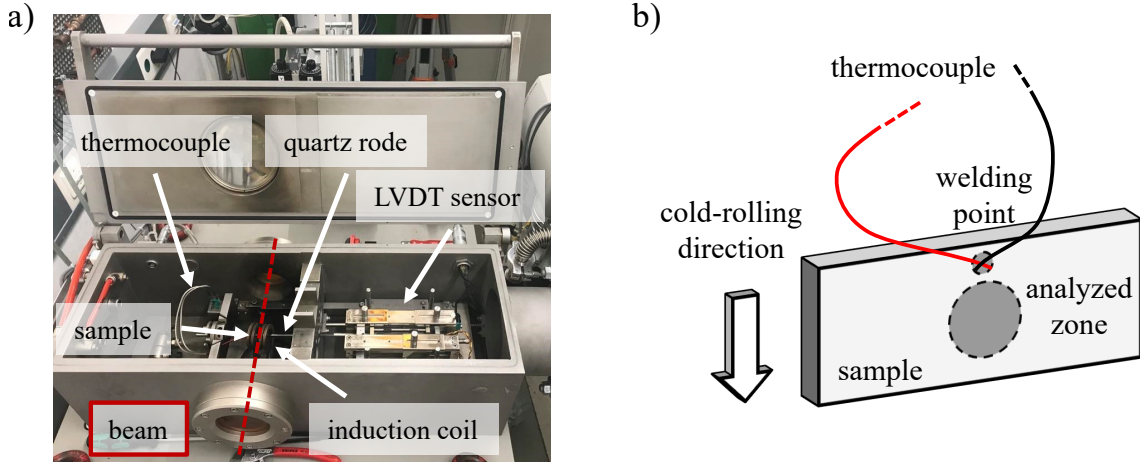 a)
thermocouple
quartz rode
LVDT sensor
sample
beam
induction coil
b)
thermocouple
welding
point
cold-rolling
direction
analyzed
zone
sample